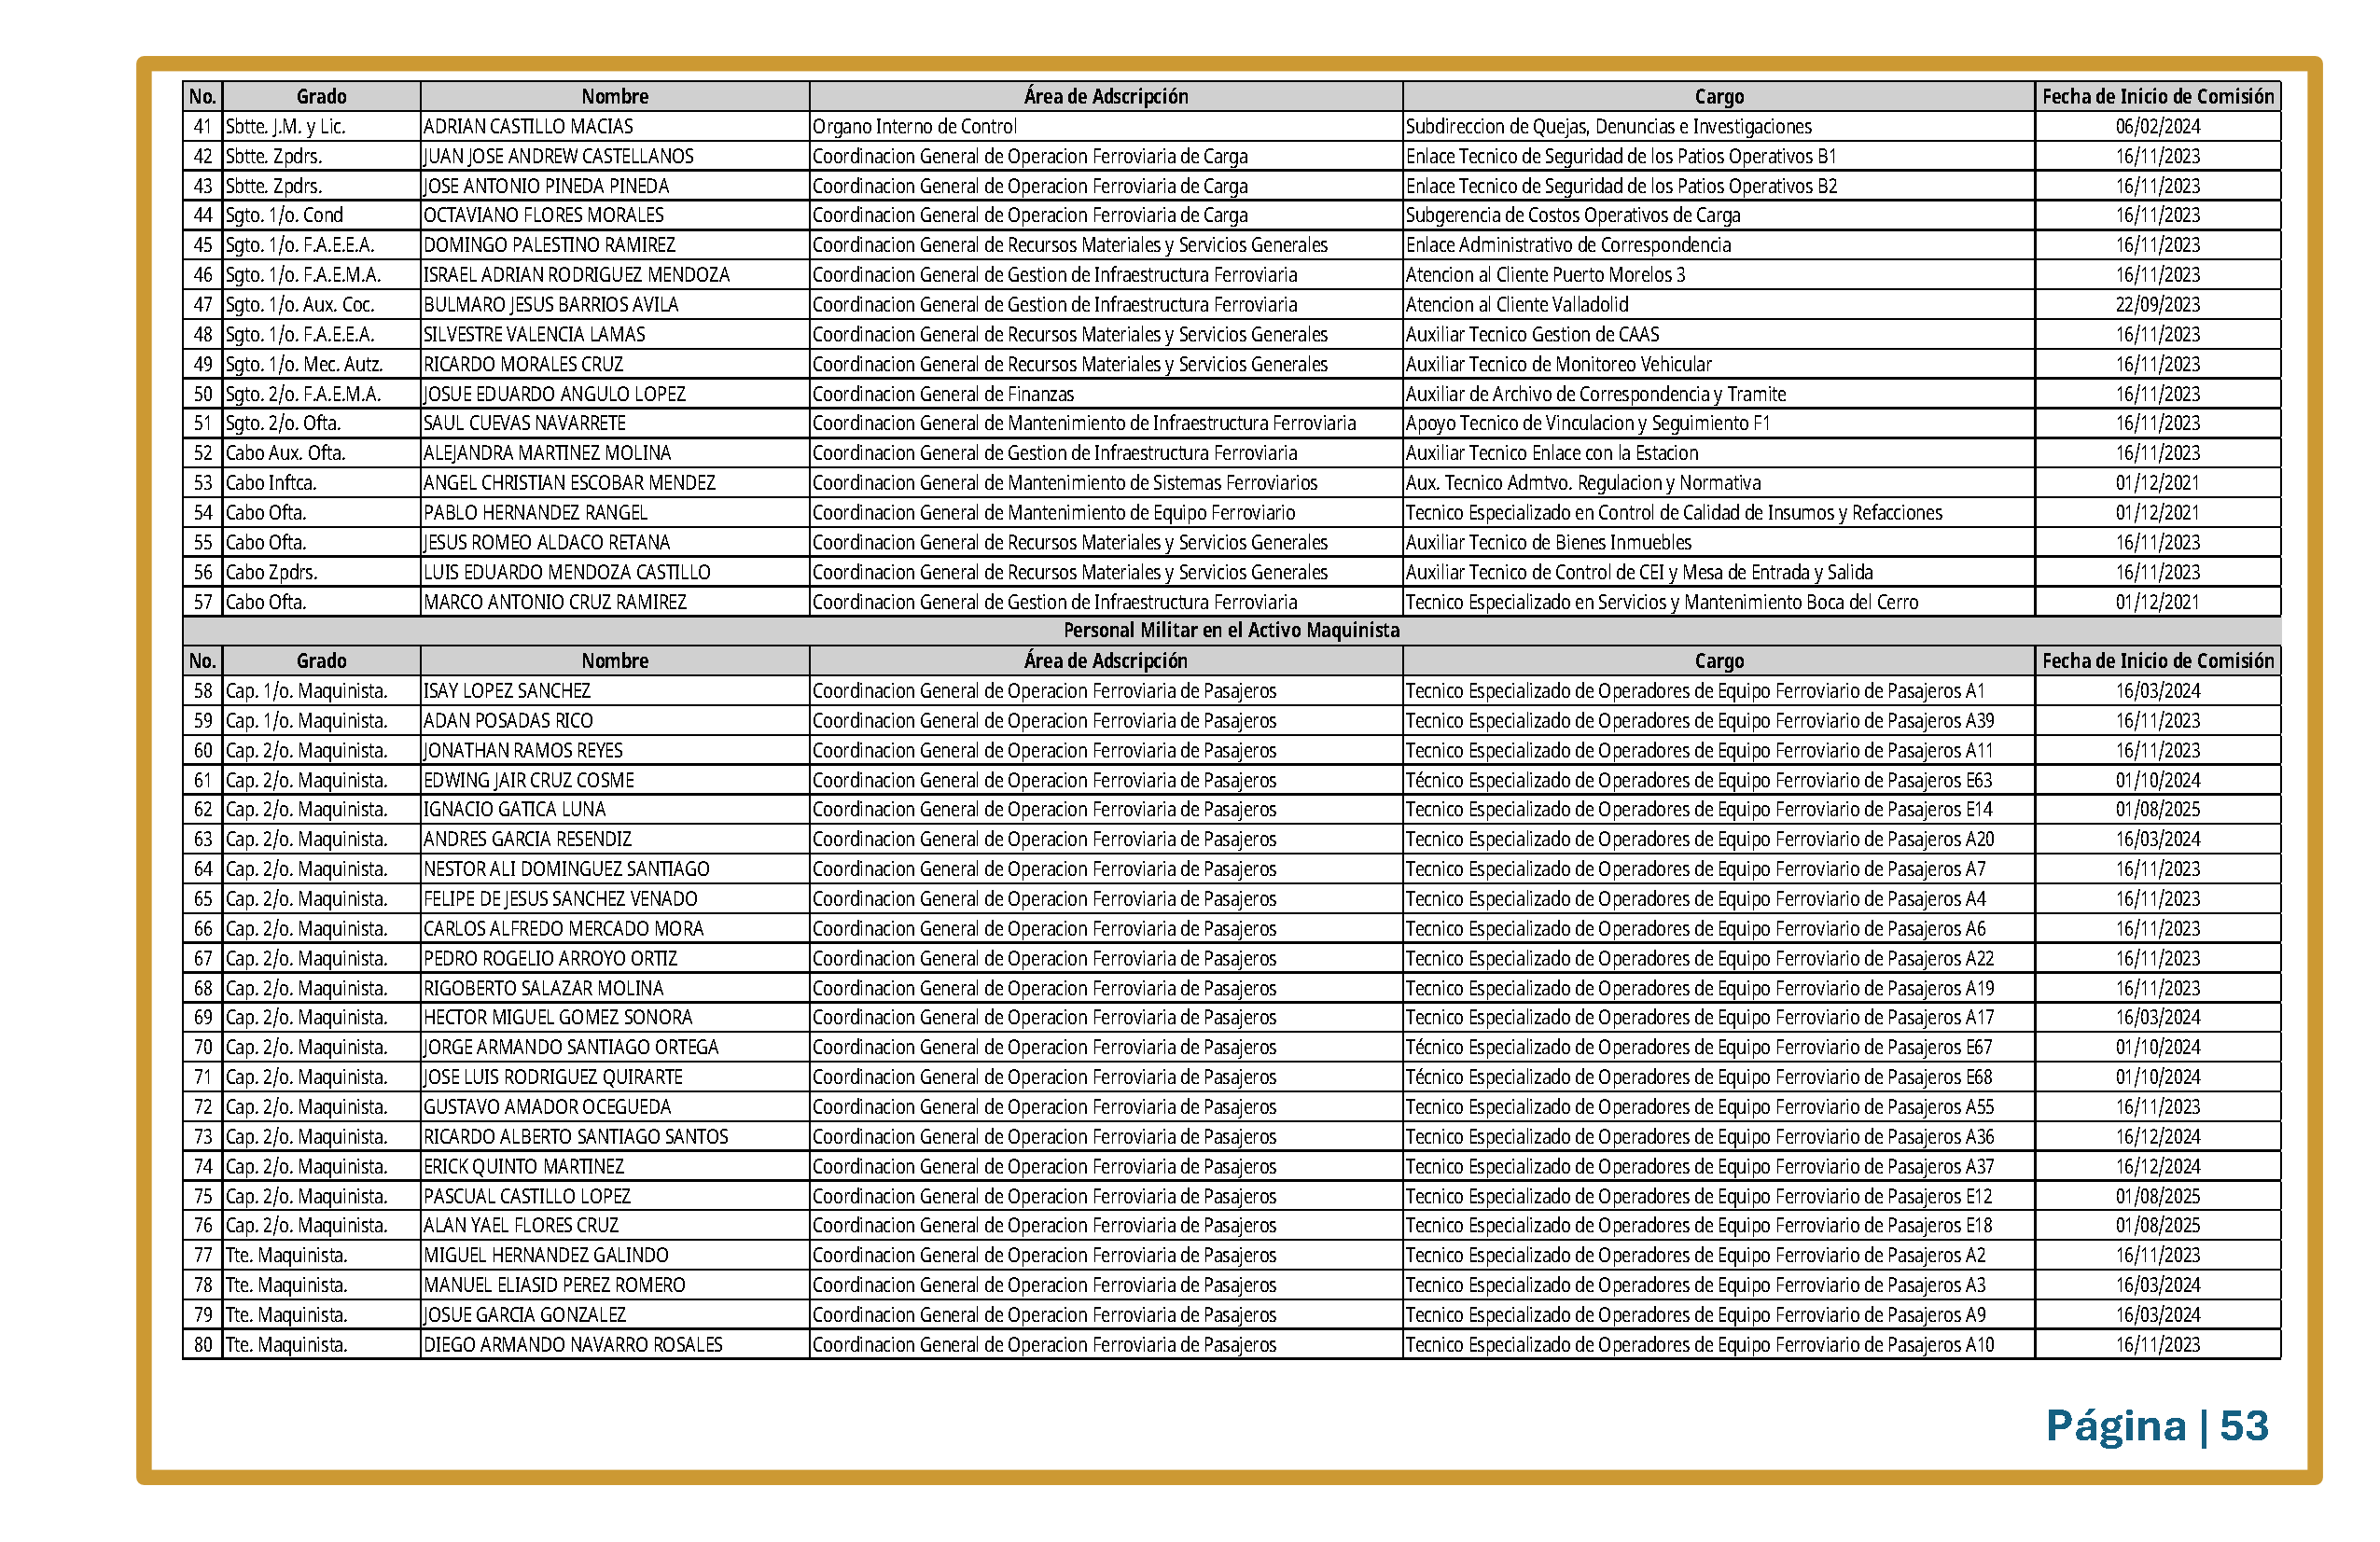 No. Grado Nombre Área de Adscripción Cargo Fecha de Inicio de Comisión
41 Sbtte. J.M. y Lic. ADRIAN CASTILLO MACIAS Organo Interno de Control Subdireccion de Quejas, Denuncias e Investigaciones 06/02/2024
42 Sbtte. Zpdrs. JUAN JOSE ANDREW CASTELLANOS Coordinacion General de Operacion Ferroviaria de Carga Enlace Tecnico de Seguridad de los Patios Operativos B1 16/11/2023
43 Sbtte. Zpdrs. JOSE ANTONIO PINEDA PINEDA Coordinacion General de Operacion Ferroviaria de Carga Enlace Tecnico de Seguridad de los Patios Operativos B2 16/11/2023
44 Sgto. 1/o. Cond OCTAVIANO FLORES MORALES Coordinacion General de Operacion Ferroviaria de Carga Subgerencia de Costos Operativos de Carga 16/11/2023
45 Sgto. 1/o. F.A.E.E.A. DOMINGO PALESTINO RAMIREZ Coordinacion General de Recursos Materiales y Servicios Generales Enlace Administrativo de Correspondencia 16/11/2023
46 Sgto. 1/o. F.A.E.M.A. ISRAEL ADRIAN RODRIGUEZ MENDOZA Coordinacion General de Gestion de Infraestructura Ferroviaria Atencion al Cliente Puerto Morelos 3 16/11/2023
47 Sgto. 1/o. Aux. Coc. BULMARO JESUS BARRIOS AVILA Coordinacion General de Gestion de Infraestructura Ferroviaria Atencion al Cliente Valladolid 22/09/2023
48 Sgto. 1/o. F.A.E.E.A. SILVESTRE VALENCIA LAMAS Coordinacion General de Recursos Materiales y Servicios Generales Auxiliar Tecnico Gestion de CAAS 16/11/2023
49 Sgto. 1/o. Mec. Autz. RICARDO MORALES CRUZ Coordinacion General de Recursos Materiales y Servicios Generales Auxiliar Tecnico de Monitoreo Vehicular 16/11/2023
50 Sgto. 2/o. F.A.E.M.A. JOSUE EDUARDO ANGULO LOPEZ Coordinacion General de Finanzas Auxiliar de Archivo de Correspondencia y Tramite 16/11/2023
51 Sgto. 2/o. Ofta. SAUL CUEVAS NAVARRETE Coordinacion General de Mantenimiento de Infraestructura Ferroviaria Apoyo Tecnico de Vinculacion y Seguimiento F1 16/11/2023
52 Cabo Aux. Ofta. ALEJANDRA MARTINEZ MOLINA Coordinacion General de Gestion de Infraestructura Ferroviaria Auxiliar Tecnico Enlace con la Estacion 16/11/2023
53 Cabo Inftca. ANGEL CHRISTIAN ESCOBAR MENDEZ Coordinacion General de Mantenimiento de Sistemas Ferroviarios Aux. Tecnico Admtvo. Regulacion y Normativa 01/12/2021
54 Cabo Ofta. PABLO HERNANDEZ RANGEL Coordinacion General de Mantenimiento de Equipo Ferroviario Tecnico Especializado en Control de Calidad de Insumos y Refacciones 01/12/2021
55 Cabo Ofta. JESUS ROMEO ALDACO RETANA Coordinacion General de Recursos Materiales y Servicios Generales Auxiliar Tecnico de Bienes Inmuebles 16/11/2023
56 Cabo Zpdrs. LUIS EDUARDO MENDOZA CASTILLO Coordinacion General de Recursos Materiales y Servicios Generales Auxiliar Tecnico de Control de CEI y Mesa de Entrada y Salida 16/11/2023
57 Cabo Ofta. MARCO ANTONIO CRUZ RAMIREZ Coordinacion General de Gestion de Infraestructura Ferroviaria Tecnico Especializado en Servicios y Mantenimiento Boca del Cerro 01/12/2021
Personal Militar en el Activo Maquinista
No. Grado Nombre Área de Adscripción Cargo Fecha de Inicio de Comisión
58 Cap. 1/o. Maquinista. ISAY LOPEZ SANCHEZ Coordinacion General de Operacion Ferroviaria de Pasajeros Tecnico Especializado de Operadores de Equipo Ferroviario de Pasajeros A1 16/03/2024
59 Cap. 1/o. Maquinista. ADAN POSADAS RICO Coordinacion General de Operacion Ferroviaria de Pasajeros Tecnico Especializado de Operadores de Equipo Ferroviario de Pasajeros A39 16/11/2023
60 Cap. 2/o. Maquinista. JONATHAN RAMOS REYES Coordinacion General de Operacion Ferroviaria de Pasajeros Tecnico Especializado de Operadores de Equipo Ferroviario de Pasajeros A11 16/11/2023
61 Cap. 2/o. Maquinista. EDWING JAIR CRUZ COSME Coordinacion General de Operacion Ferroviaria de Pasajeros Técnico Especializado de Operadores de Equipo Ferroviario de Pasajeros E63 01/10/2024
62 Cap. 2/o. Maquinista. IGNACIO GATICA LUNA Coordinacion General de Operacion Ferroviaria de Pasajeros Tecnico Especializado de Operadores de Equipo Ferroviario de Pasajeros E14 01/08/2025
63 Cap. 2/o. Maquinista. ANDRES GARCIA RESENDIZ Coordinacion General de Operacion Ferroviaria de Pasajeros Tecnico Especializado de Operadores de Equipo Ferroviario de Pasajeros A20 16/03/2024
64 Cap. 2/o. Maquinista. NESTOR ALI DOMINGUEZ SANTIAGO Coordinacion General de Operacion Ferroviaria de Pasajeros Tecnico Especializado de Operadores de Equipo Ferroviario de Pasajeros A7 16/11/2023
65 Cap. 2/o. Maquinista. FELIPE DE JESUS SANCHEZ VENADO Coordinacion General de Operacion Ferroviaria de Pasajeros Tecnico Especializado de Operadores de Equipo Ferroviario de Pasajeros A4 16/11/2023
66 Cap. 2/o. Maquinista. CARLOS ALFREDO MERCADO MORA Coordinacion General de Operacion Ferroviaria de Pasajeros Tecnico Especializado de Operadores de Equipo Ferroviario de Pasajeros A6 16/11/2023
67 Cap. 2/o. Maquinista. PEDRO ROGELIO ARROYO ORTIZ Coordinacion General de Operacion Ferroviaria de Pasajeros Tecnico Especializado de Operadores de Equipo Ferroviario de Pasajeros A22 16/11/2023
68 Cap. 2/o. Maquinista. RIGOBERTO SALAZAR MOLINA Coordinacion General de Operacion Ferroviaria de Pasajeros Tecnico Especializado de Operadores de Equipo Ferroviario de Pasajeros A19 16/11/2023
69 Cap. 2/o. Maquinista. HECTOR MIGUEL GOMEZ SONORA Coordinacion General de Operacion Ferroviaria de Pasajeros Tecnico Especializado de Operadores de Equipo Ferroviario de Pasajeros A17 16/03/2024
70 Cap. 2/o. Maquinista. JORGE ARMANDO SANTIAGO ORTEGA Coordinacion General de Operacion Ferroviaria de Pasajeros Técnico Especializado de Operadores de Equipo Ferroviario de Pasajeros E67 01/10/2024
71 Cap. 2/o. Maquinista. JOSE LUIS RODRIGUEZ QUIRARTE Coordinacion General de Operacion Ferroviaria de Pasajeros Técnico Especializado de Operadores de Equipo Ferroviario de Pasajeros E68 01/10/2024
72 Cap. 2/o. Maquinista. GUSTAVO AMADOR OCEGUEDA Coordinacion General de Operacion Ferroviaria de Pasajeros Tecnico Especializado de Operadores de Equipo Ferroviario de Pasajeros A55 16/11/2023
73 Cap. 2/o. Maquinista. RICARDO ALBERTO SANTIAGO SANTOS Coordinacion General de Operacion Ferroviaria de Pasajeros Tecnico Especializado de Operadores de Equipo Ferroviario de Pasajeros A36 16/12/2024
74 Cap. 2/o. Maquinista. ERICK QUINTO MARTINEZ Coordinacion General de Operacion Ferroviaria de Pasajeros Tecnico Especializado de Operadores de Equipo Ferroviario de Pasajeros A37 16/12/2024
75 Cap. 2/o. Maquinista. PASCUAL CASTILLO LOPEZ Coordinacion General de Operacion Ferroviaria de Pasajeros Tecnico Especializado de Operadores de Equipo Ferroviario de Pasajeros E12 01/08/2025
76 Cap. 2/o. Maquinista. ALAN YAEL FLORES CRUZ Coordinacion General de Operacion Ferroviaria de Pasajeros Tecnico Especializado de Operadores de Equipo Ferroviario de Pasajeros E18 01/08/2025
77 Tte. Maquinista. MIGUEL HERNANDEZ GALINDO Coordinacion General de Operacion Ferroviaria de Pasajeros Tecnico Especializado de Operadores de Equipo Ferroviario de Pasajeros A2 16/11/2023
78 Tte. Maquinista. MANUEL ELIASID PEREZ ROMERO Coordinacion General de Operacion Ferroviaria de Pasajeros Tecnico Especializado de Operadores de Equipo Ferroviario de Pasajeros A3 16/03/2024
79 Tte. Maquinista. JOSUE GARCIA GONZALEZ Coordinacion General de Operacion Ferroviaria de Pasajeros Tecnico Especializado de Operadores de Equipo Ferroviario de Pasajeros A9 16/03/2024
80 Tte. Maquinista. DIEGO ARMANDO NAVARRO ROSALES Coordinacion General de Operacion Ferroviaria de Pasajeros Tecnico Especializado de Operadores de Equipo Ferroviario de Pasajeros A10 16/11/2023
Página | 53